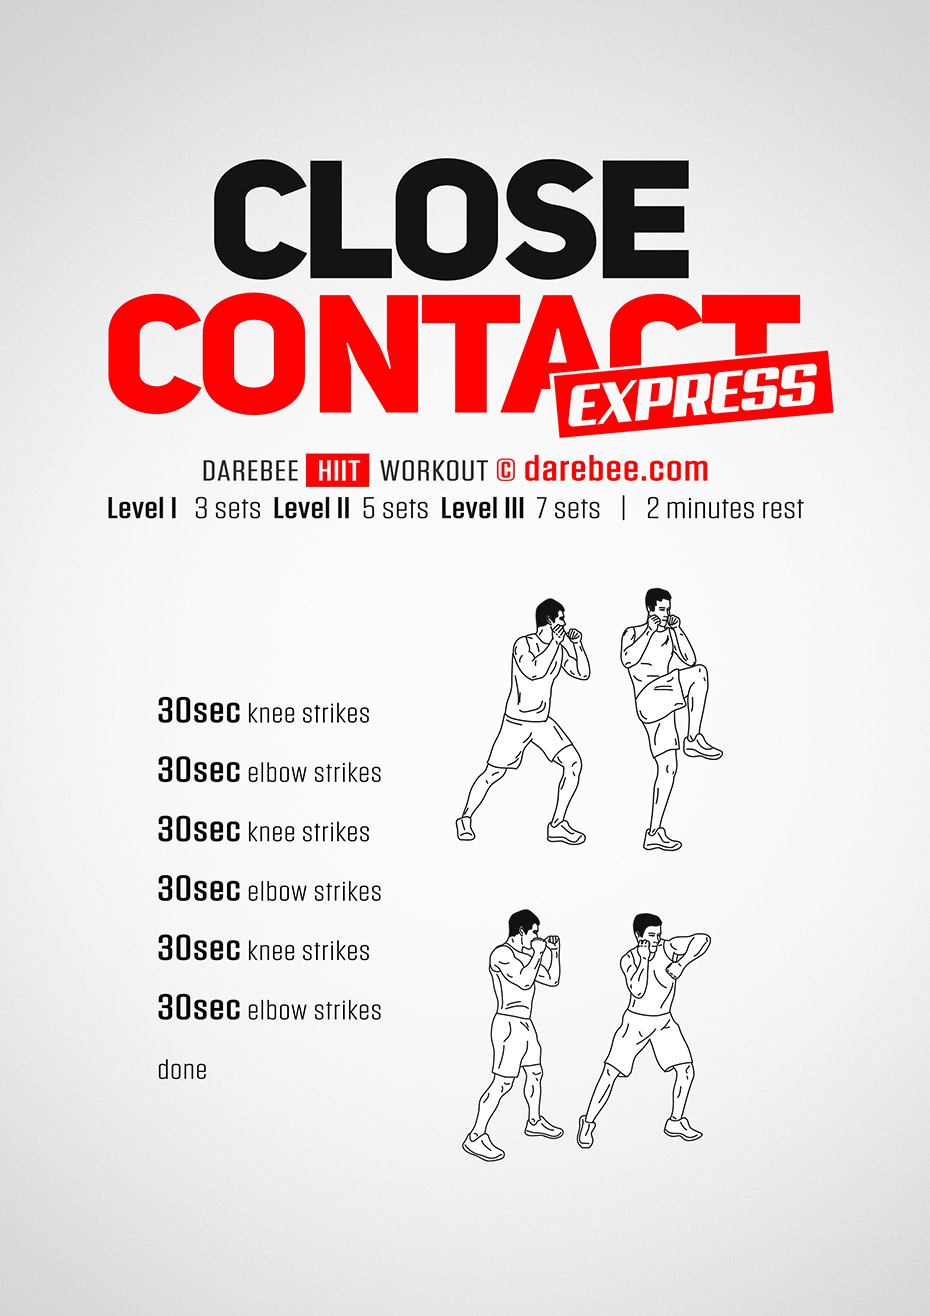 CLOSE
CONTACT
EXPRESS
DAREBEE HIIT WORKOUT © darebee.com
Level I 3 sets Level II 5 sets Level III 7 sets | 2 minutes rest
30sec knee strikes
30sec elbow strikes
30sec knee strikes
30sec elbow strikes
30sec knee strikes
30sec elbow strikes
done